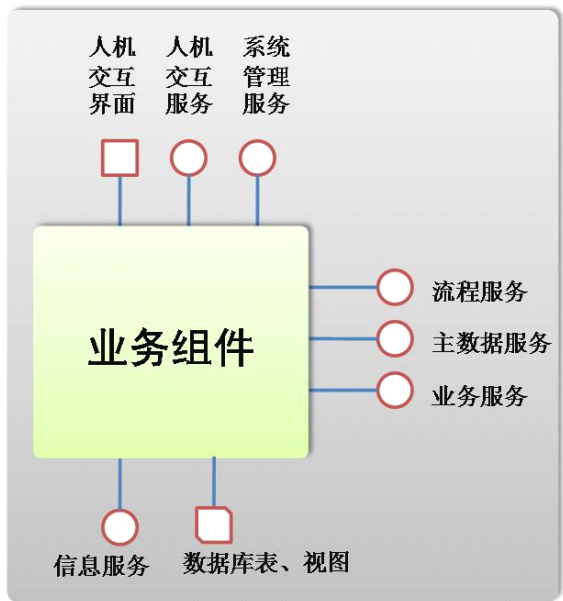 人机 人机 系统
交互 交互 管理
界面 服务 服务
流程服务
业务组件
主数据服务
业务服务
信息服务
数据库表、视图